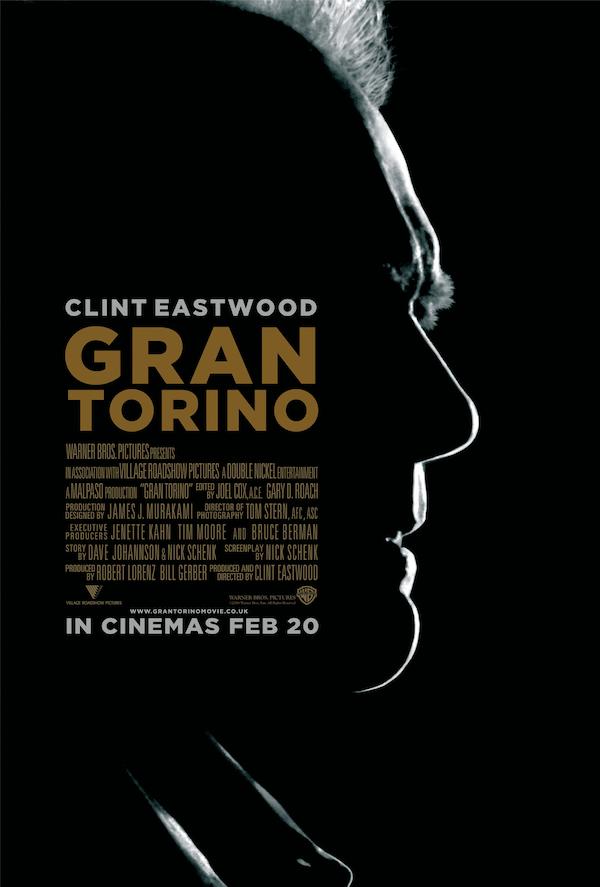 CLINT EASTWOOD
GRAN
TORINO
WARNER BROS. PICTURES PRESENTS
IN ASSOCIATION WITH VILLAGE ROADSHOW PICTURES A DOUBLE NICKEL ENTERTAINMENT
A MALPASO PRODUCTION "GRAN TORINO" EDITED BY JOEL COX, A.C.E. GARY D. ROACH
PRODUCTION DESIGNED BY JAMES J. MURAKAMI DIRECTOR OF PHOTOGRAPHY TOM STERN, AFC, ASC
EXECUTIVE PRODUCERS JENETTE KAHN TIM MOORE AND BRUCE BERMAN
STORY BY DAVE JOHANNSON & NICK SCHENK SCREENPLAY BY NICK SCHENK
PRODUCED BY ROBERT LORENZ BILL GERBER PRODUCED AND DIRECTED BY CLINT EASTWOOD
VILLAGE ROADSHOW PICTURES
WARNER BROS. PICTURES
WWW.GRANTORINOMOVIE.CO.UK
IN CINEMAS FEB 20